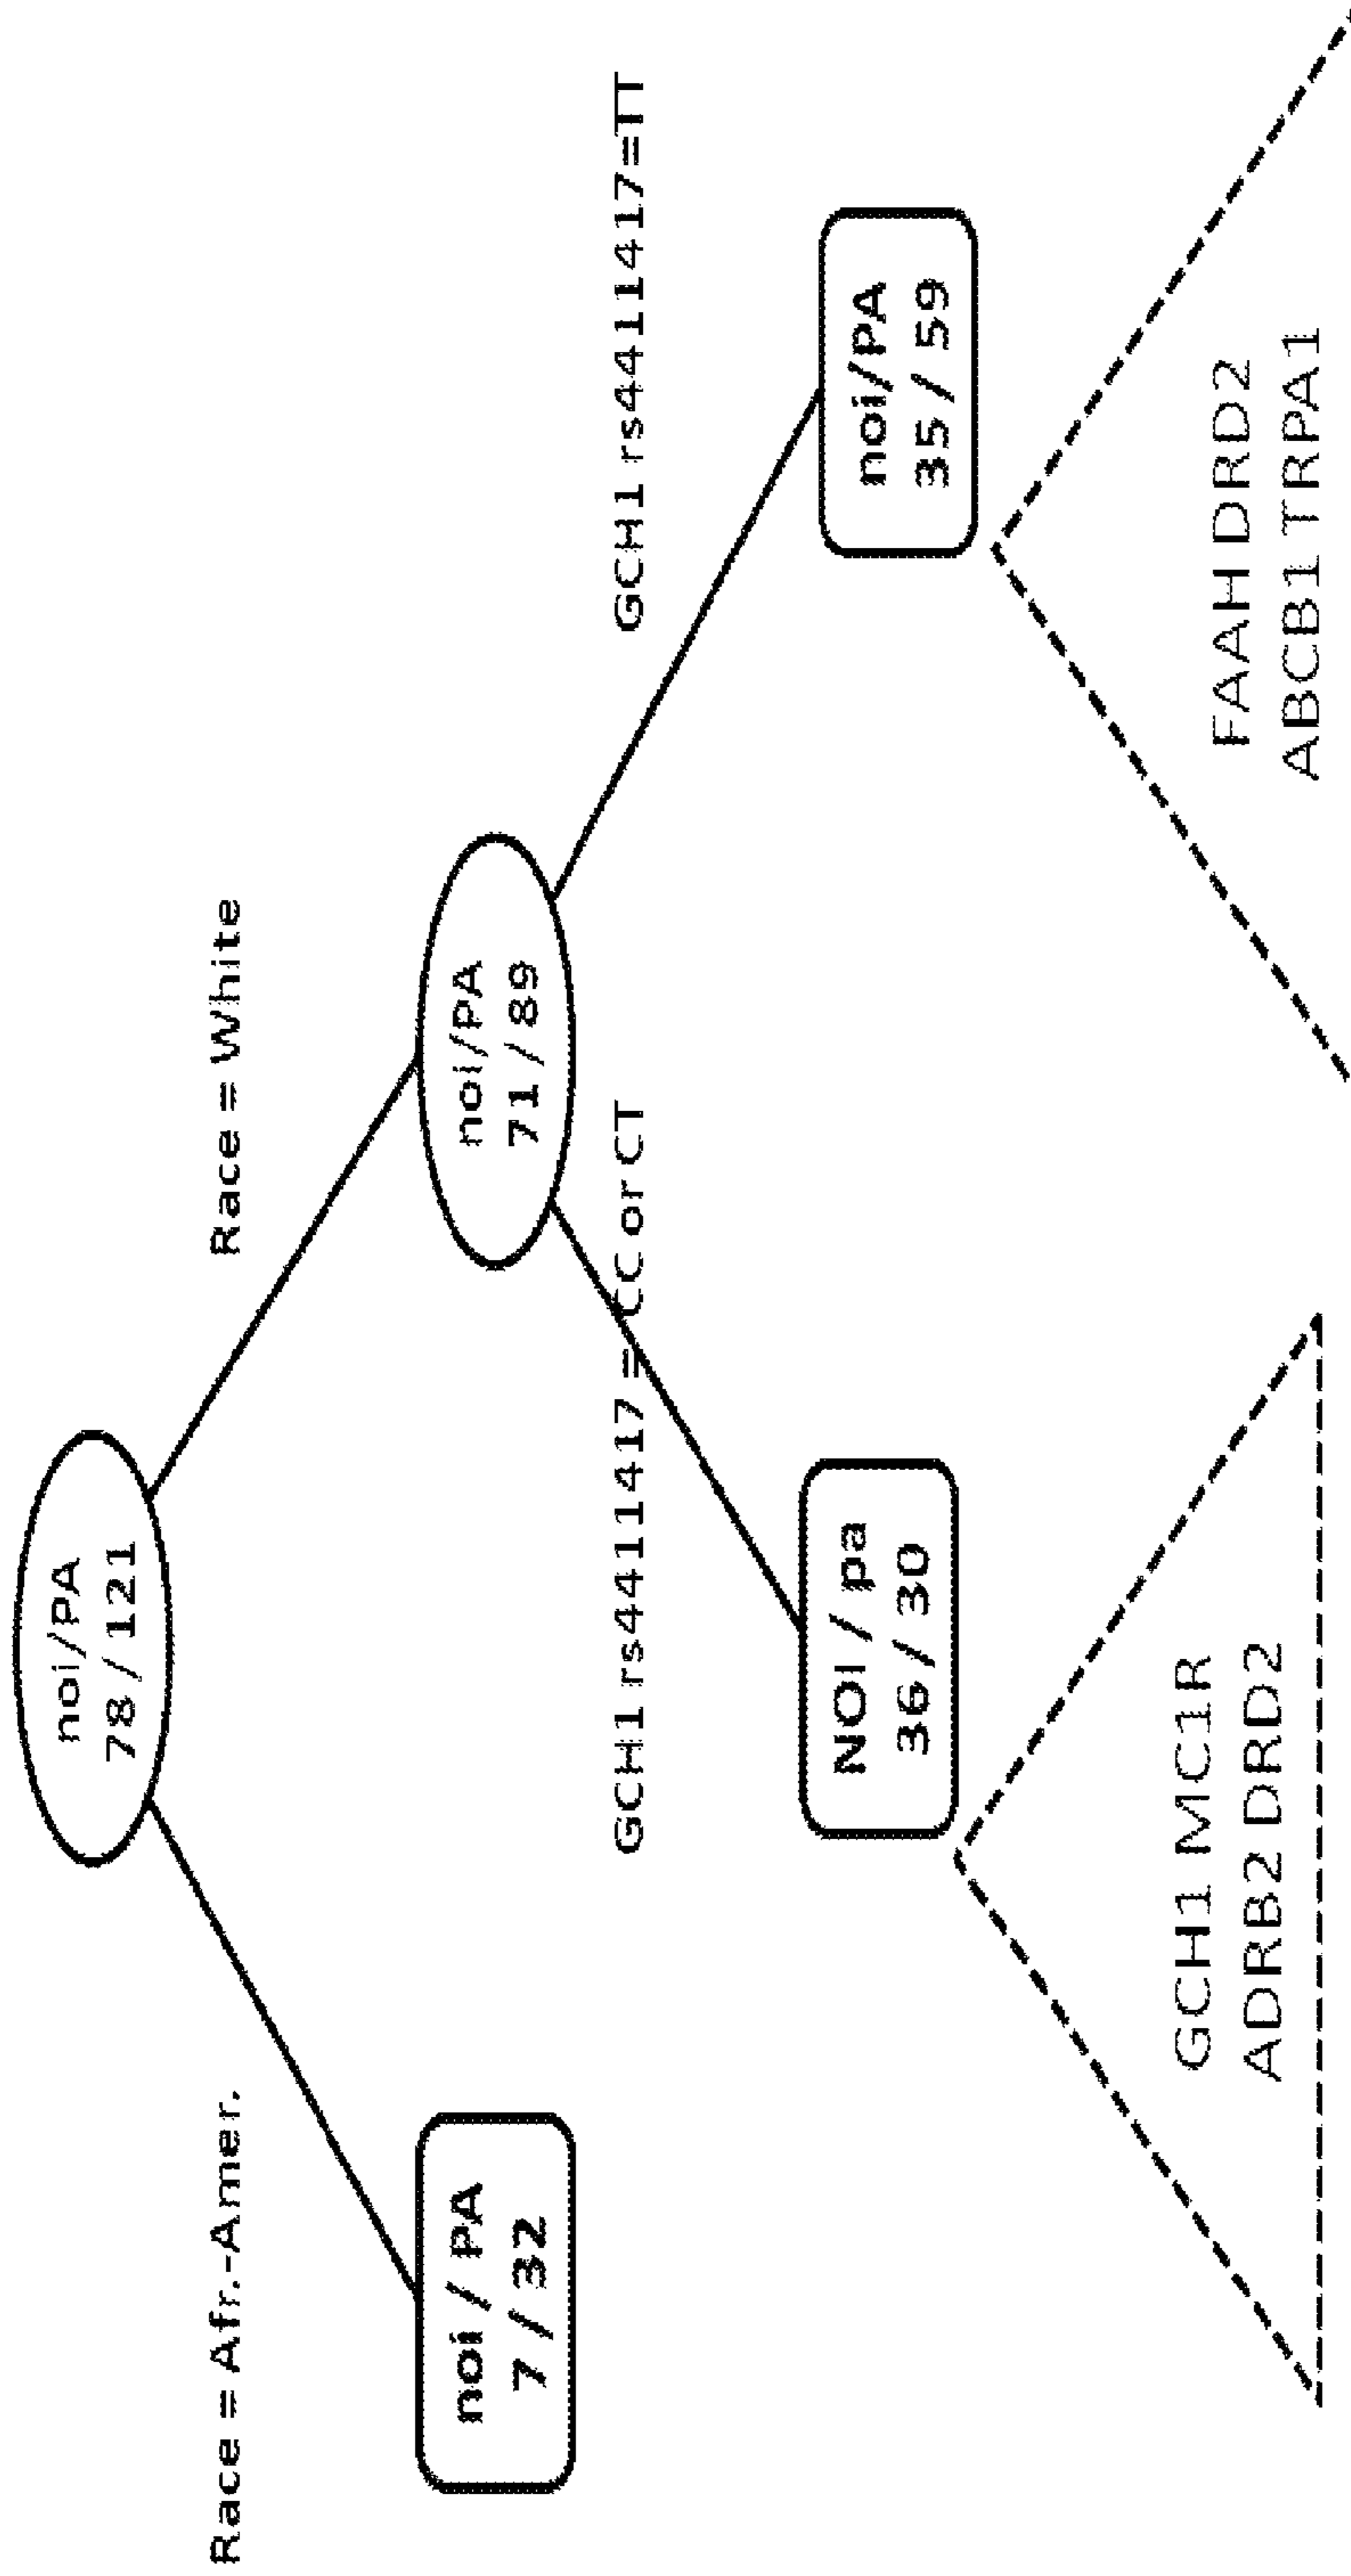 noi/PA
78 / 121
Race = Afr.-Amer.
Race = White
noi / PA
7 / 32
noi/PA
71 / 89
GCH1 rs4411417 = CC or CT
GCH1 rs4411417=TT
NOI / pa
36 / 30
noi/PA
35 / 59
GCH1 MC1R
ADRB2 DRD2
FAAH DRD2
ABCB1 TRPA1